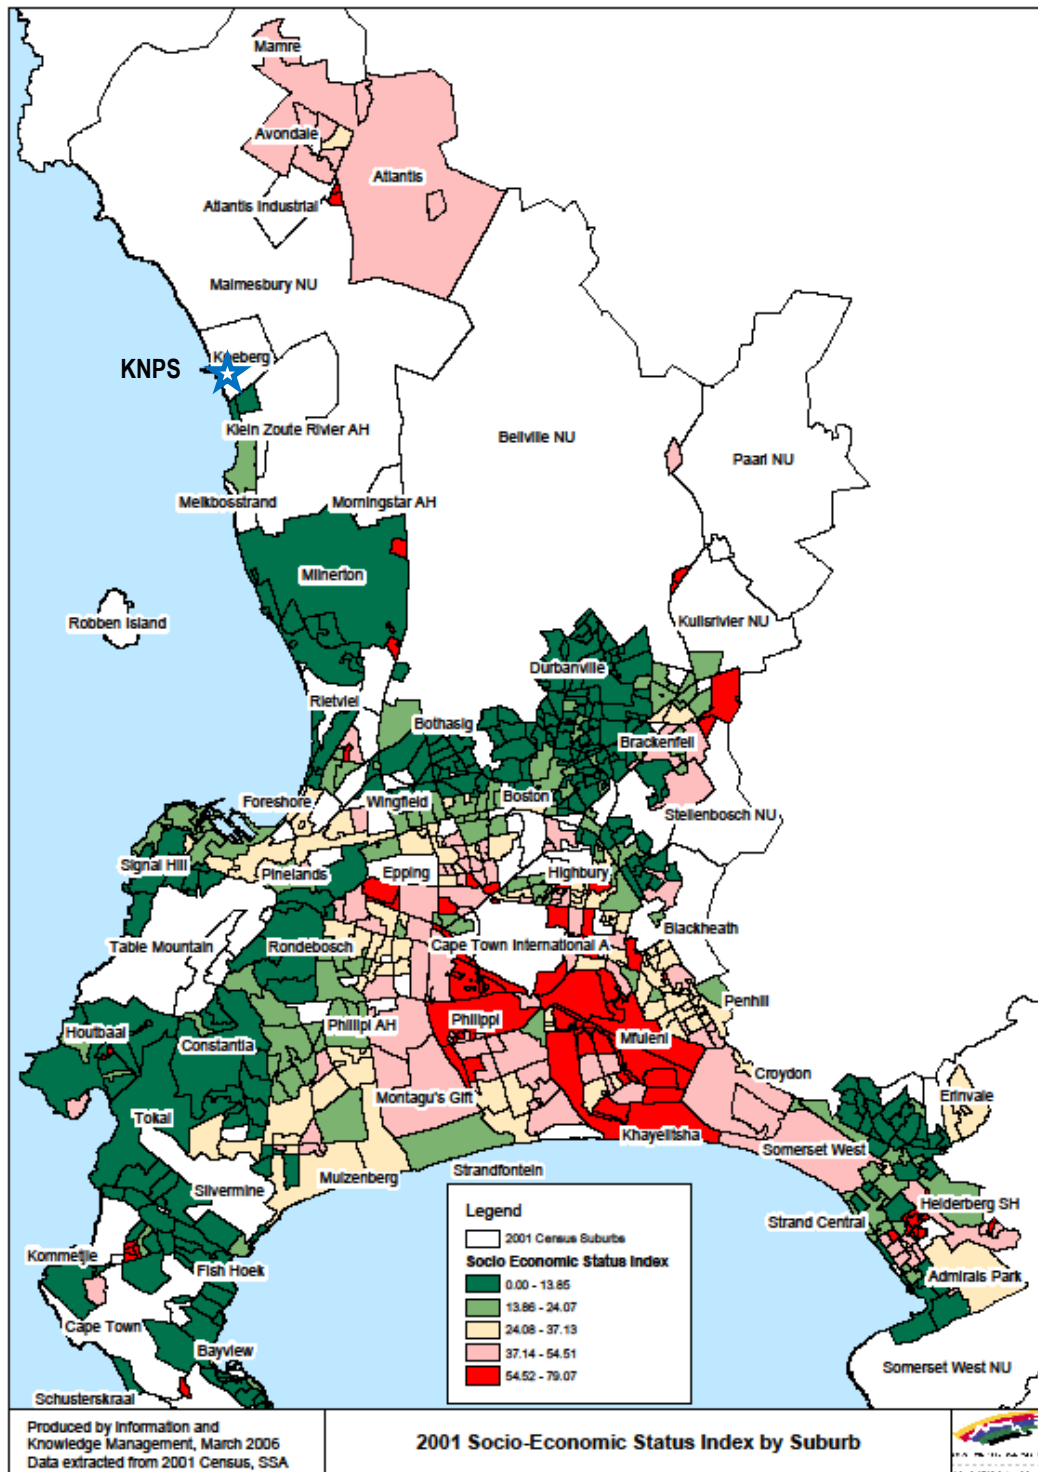 Mamre
Avondale
Atlantis
Atlantis Industrial
Malmesbury NU
Koeberg
KNPS
Klein Zoute Rivier AH
Bellville NU
Paarl NU
Melkbosstrand
Morningstar AH
Milnerton
Robben Island
Kuilsrivier NU
Durbanville
Rietvlei
Bothasig
Brackenfell
Foreshore
Wingfield
Boston
Stellenbosch NU
Signal Hill
Pinelands
Epping
Highbury
Table Mountain
Rondebosch
Cape Town International A
Blackheath
Penhill
Houtbaai
Constantia
Phillipi AH
Philippi
Mfuleni
Croydon
Erinvale
Tokai
Montagu's Gift
Khayelitsha
Somerset West
Silvermine
Muizenberg
Strandfontein
Strand Central
Helderberg SH
Kommetjie
Fish Hoek
Admirals Park
Cape Town
Bayview
Schusterskraal
Somerset West NU
Legend
2001 Census Suburbs
Socio Economic Status Index
0.00 - 13.85
13.86 - 24.07
24.08 - 37.13
37.14 - 54.51
54.52 - 79.07
Produced by Information and
Knowledge Management, March 2006
Data extracted from 2001 Census, SSA
2001 Socio-Economic Status Index by Suburb